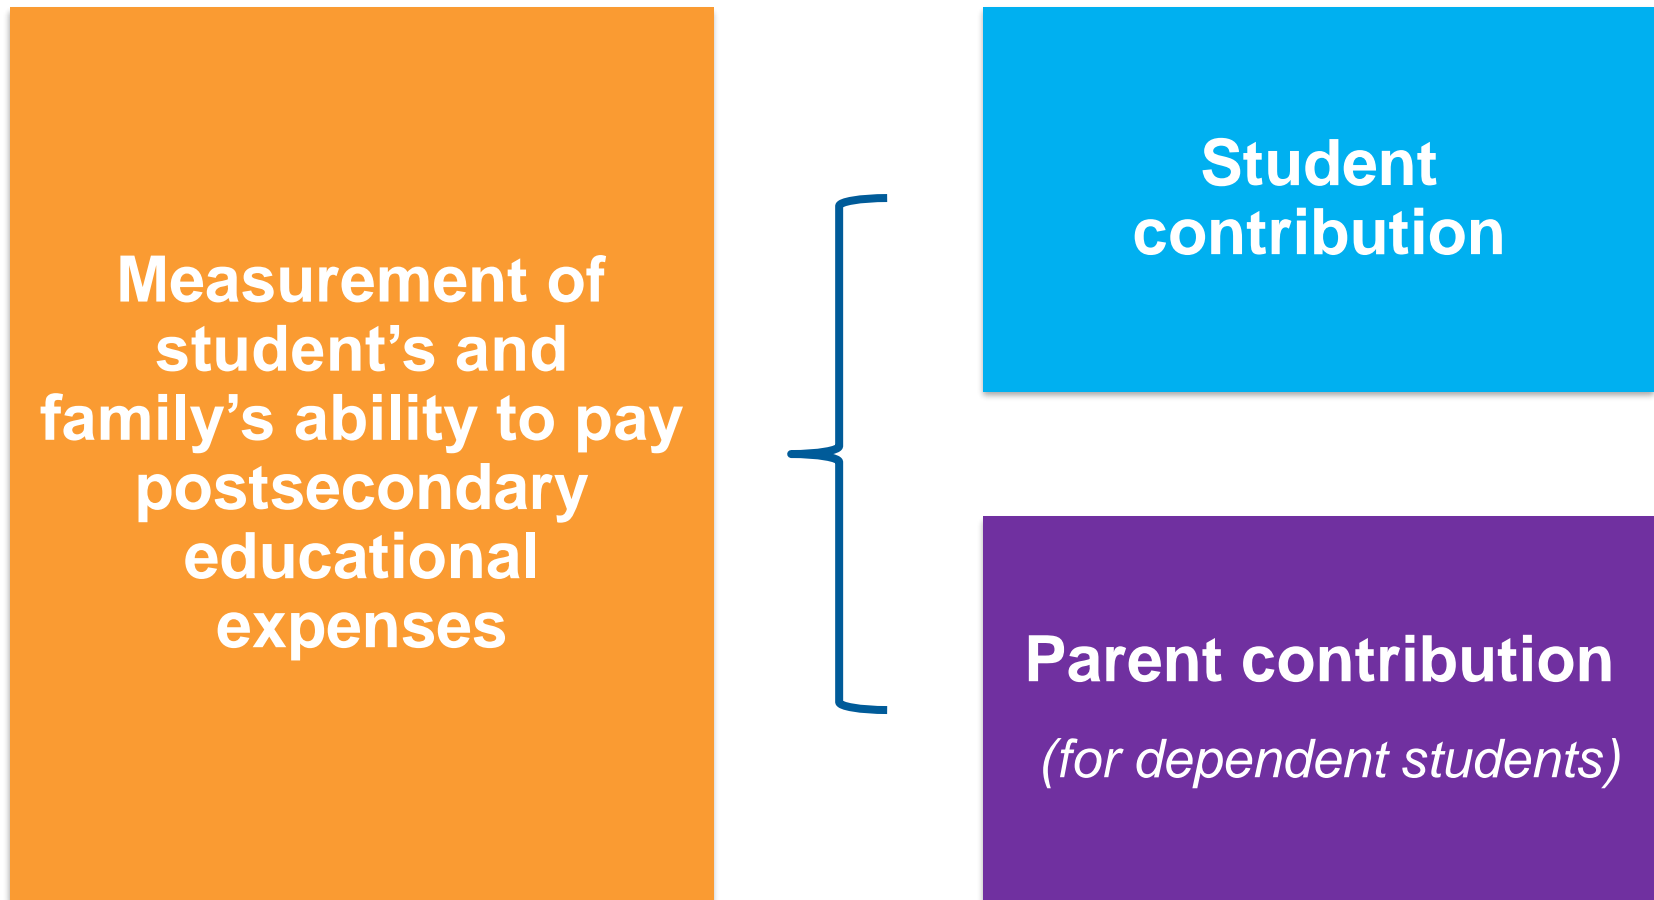 Measurement of
student’s and
family’s ability to pay
postsecondary
educational
expenses
Student
contribution
Parent contribution
(for dependent students)